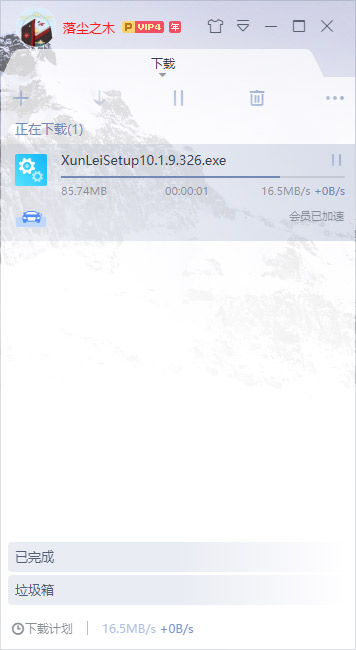 落尘之木 P VIP4 年
下载
正在下载(1)
XunLeiSetup10.1.9.326.exe
85.74MB 00:00:01 16.5MB/s +0B/s
会员已加速
已完成
垃圾箱
下载计划 16.5MB/s +0B/s